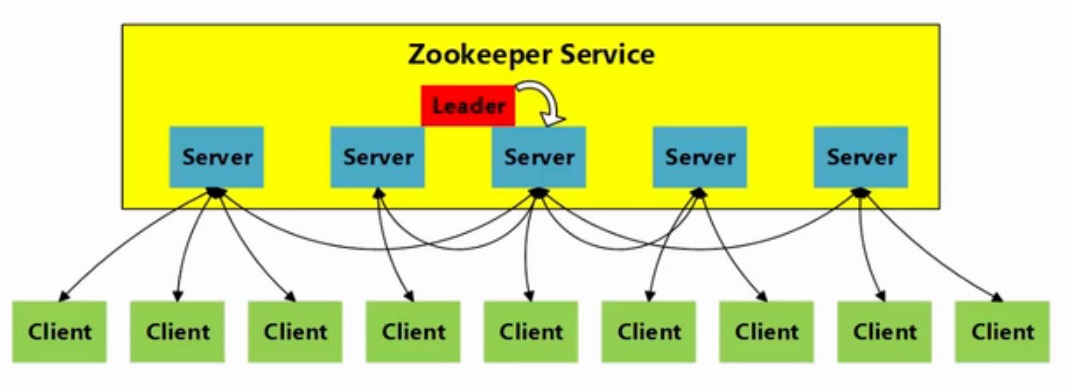 Zookeeper Service
Leader
Server Server Server Server Server
Client Client Client Client Client Client Client Client Client